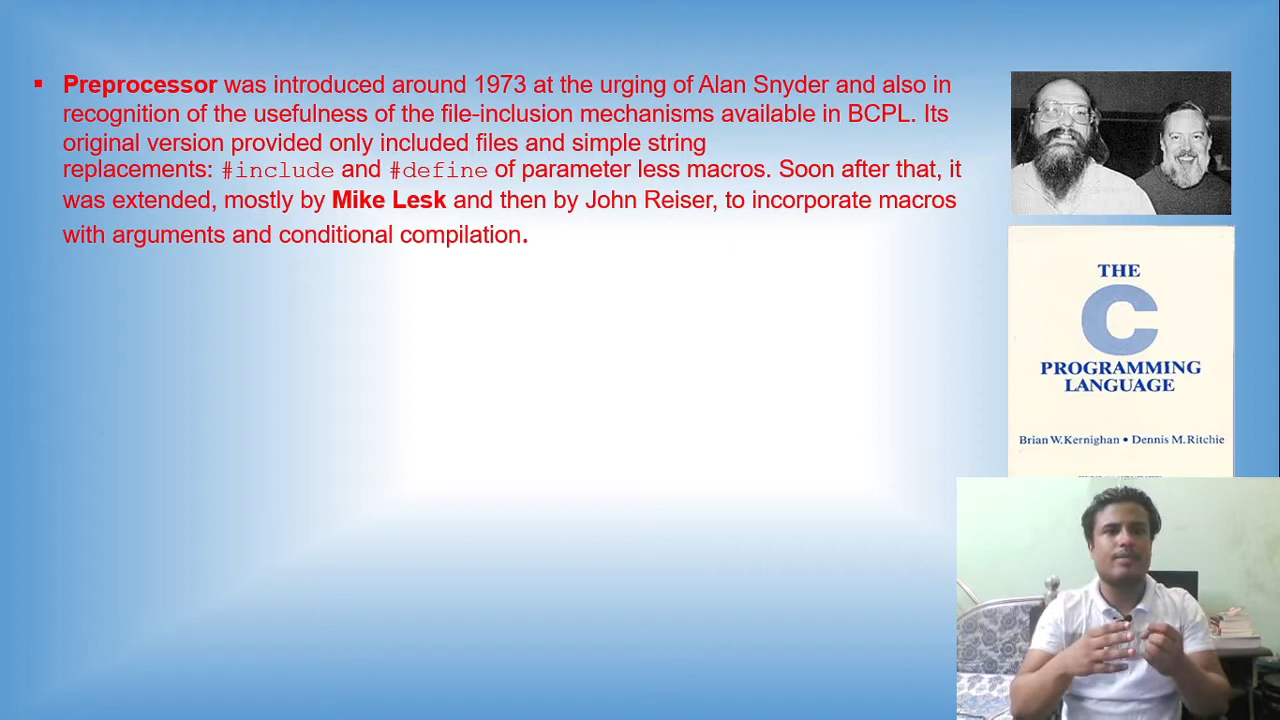 ▪ Preprocessor was introduced around 1973 at the urging of Alan Snyder and also in
recognition of the usefulness of the file-inclusion mechanisms available in BCPL. Its
original version provided only included files and simple string
replacements: #include and #define of parameter less macros. Soon after that, it
was extended, mostly by Mike Lesk and then by John Reiser, to incorporate macros
with arguments and conditional compilation.
THE
C
PROGRAMMING
LANGUAGE
Brian W. Kernighan • Dennis M. Ritchie